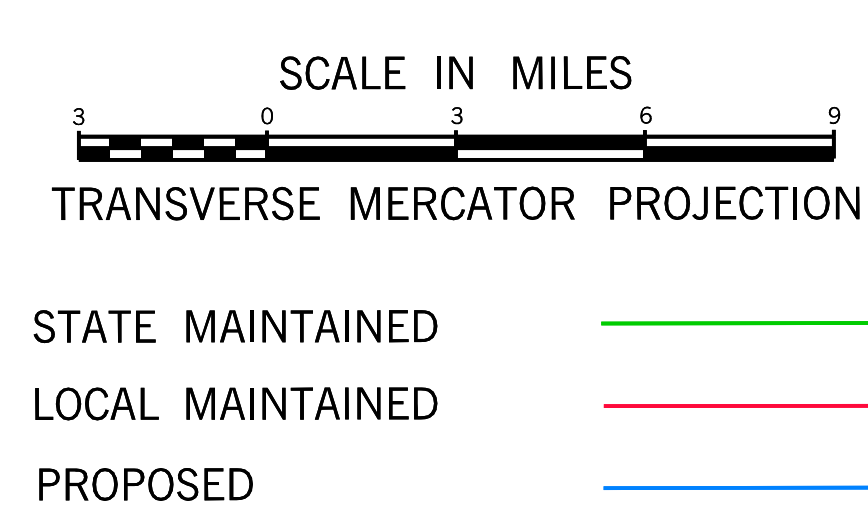 SCALE IN MILES
3 0 3 6 9
TRANSVERSE MERCATOR PROJECTION
STATE MAINTAINED
LOCAL MAINTAINED
PROPOSED